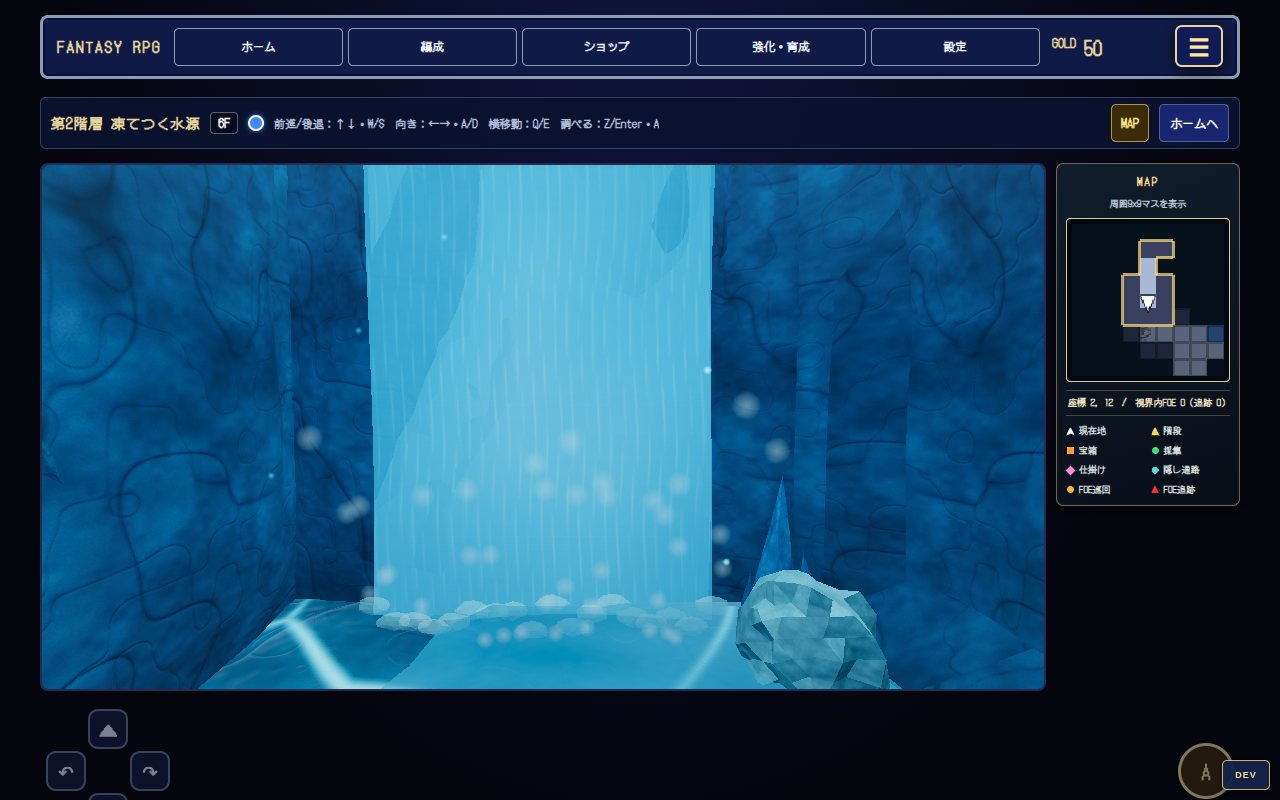 FANTASY RPG
ホーム
編成
ショップ
強化・育成
設定
GOLD 50
第2階層 凍てつく水源
6F
前進/後退：↑↓・W/S 向き：←→・A/D 横移動：Q/E 調べる：Z/Enter・A
MAP
ホームへ
MAP
周囲9x9マスを表示
座標 2, 12 / 視界内FOE 0 (追跡 0)
現在地
階段
宝箱
採集
仕掛け
隠し通路
FOE巡回
FOE追跡
A
DEV